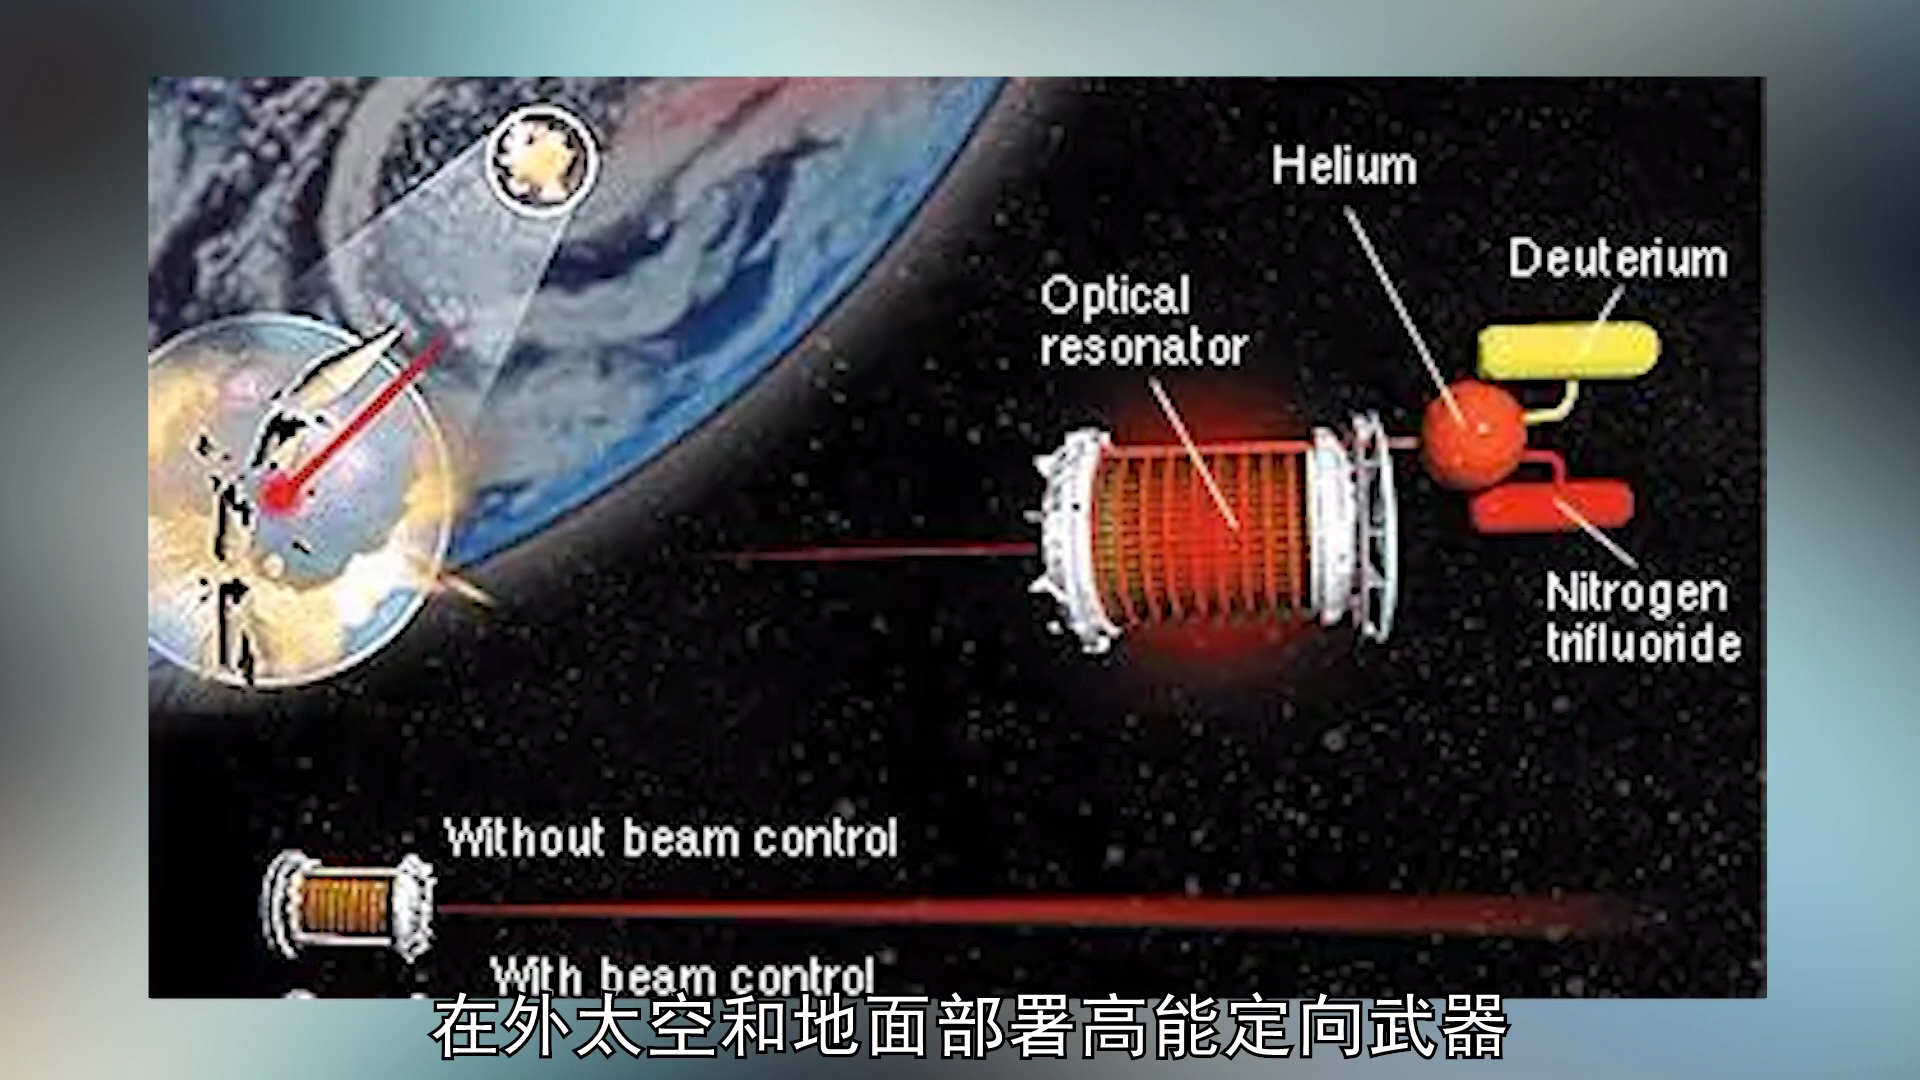 Helium
Deuterium
Optical
resonator
Nitrogen
trifluoride
Without beam control
With beam control
在外太空和地面部署高能定向武器